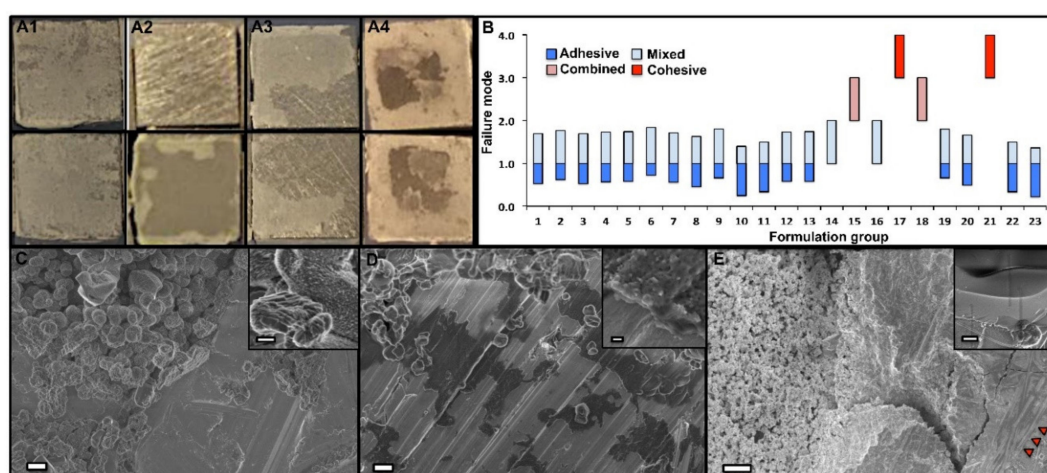 A1 A2 A3 A4 B
4.0
3.0
2.0
1.0
0.0
Failure mode
Adhesive Mixed
Combined Cohesive
1 2 3 4 5 6 7 8 9 10 11 12 13 14 15 16 17 18 19 20 21 22 23
Formulation group
C D E